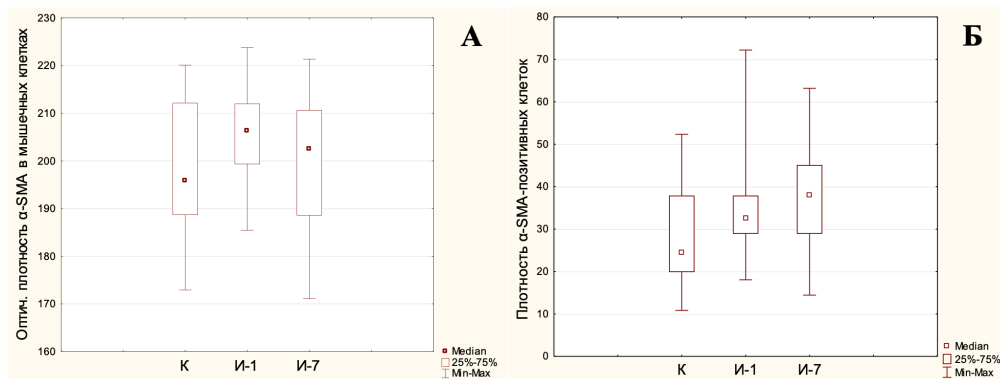 А
Оптич. плотность α-SMA в мышечных клетках
230
220
210
200
190
180
170
160
К
И-1
И-7
Median
25%-75%
Min-Max
Б
Плотность α-SMA-позитивных клеток
80
70
60
50
40
30
20
10
0
К
И-1
И-7
Median
25%-75%
Min-Max